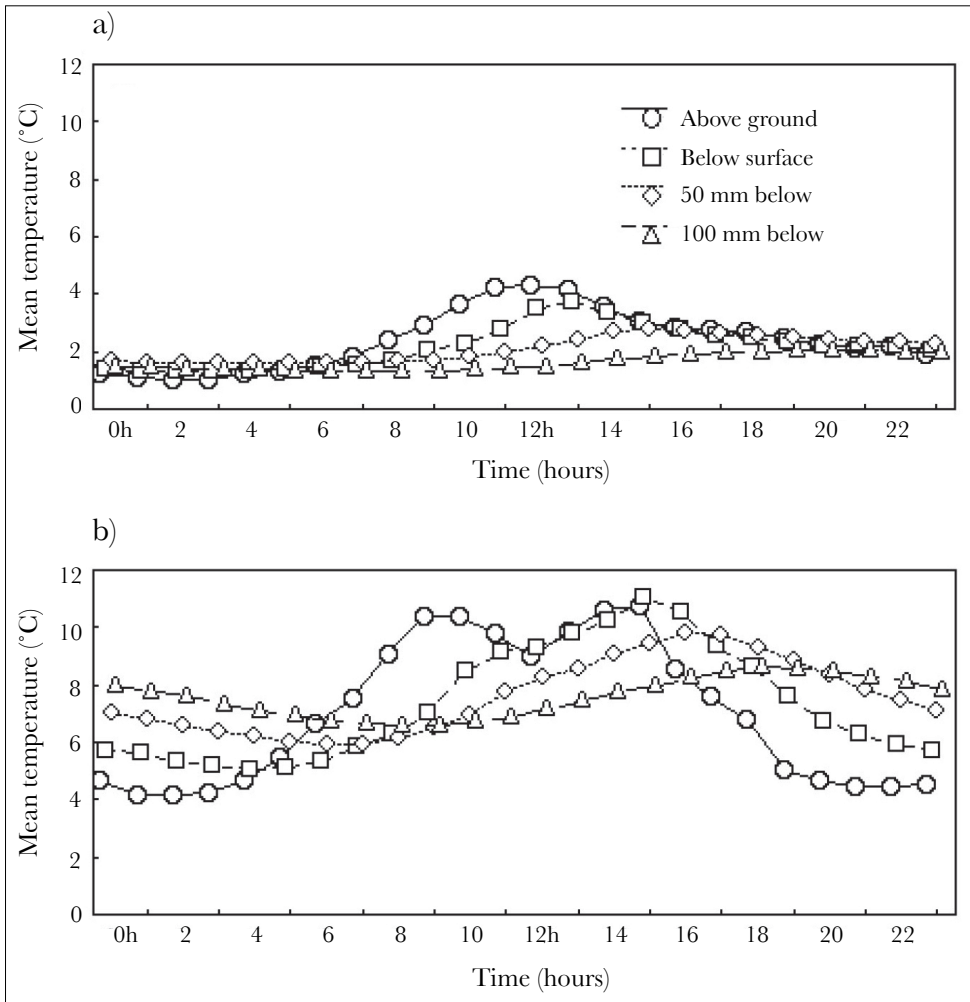 a)
12
10
8
6
4
2
0
Mean temperature (˚C)
Above ground
Below surface
50 mm below
100 mm below
0h 2 4 6 8 10 12h 14 16 18 20 22
Time (hours)
b)
12
10
8
6
4
2
0
Mean temperature (˚C)
0h 2 4 6 8 10 12h 14 16 18 20 22
Time (hours)